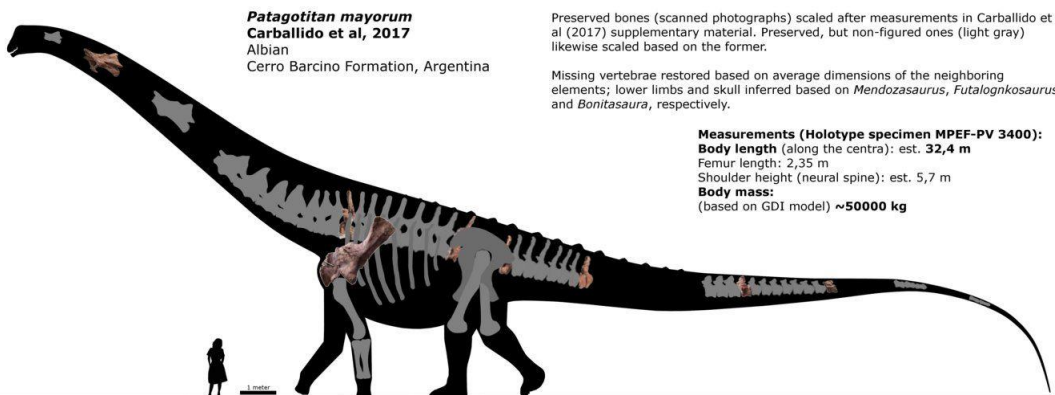 Patagotitan mayorum
Carballido et al, 2017
Albian
Cerro Barcino Formation, Argentina
Preserved bones (scanned photographs) scaled after measurements in Carballido et
al (2017) supplementary material. Preserved, but non-figured ones (light gray)
likewise scaled based on the former.
Missing vertebrae restored based on average dimensions of the neighboring
elements; lower limbs and skull inferred based on Mendozasaurus, Futalognkosaurus
and Bonitasaura, respectively.
Measurements (Holotype specimen MPEF-PV 3400):
Body length (along the centra): est. 32,4 m
Femur length: 2,35 m
Shoulder height (neural spine): est. 5,7 m
Body mass:
(based on GDI model) ~50000 kg
1 meter